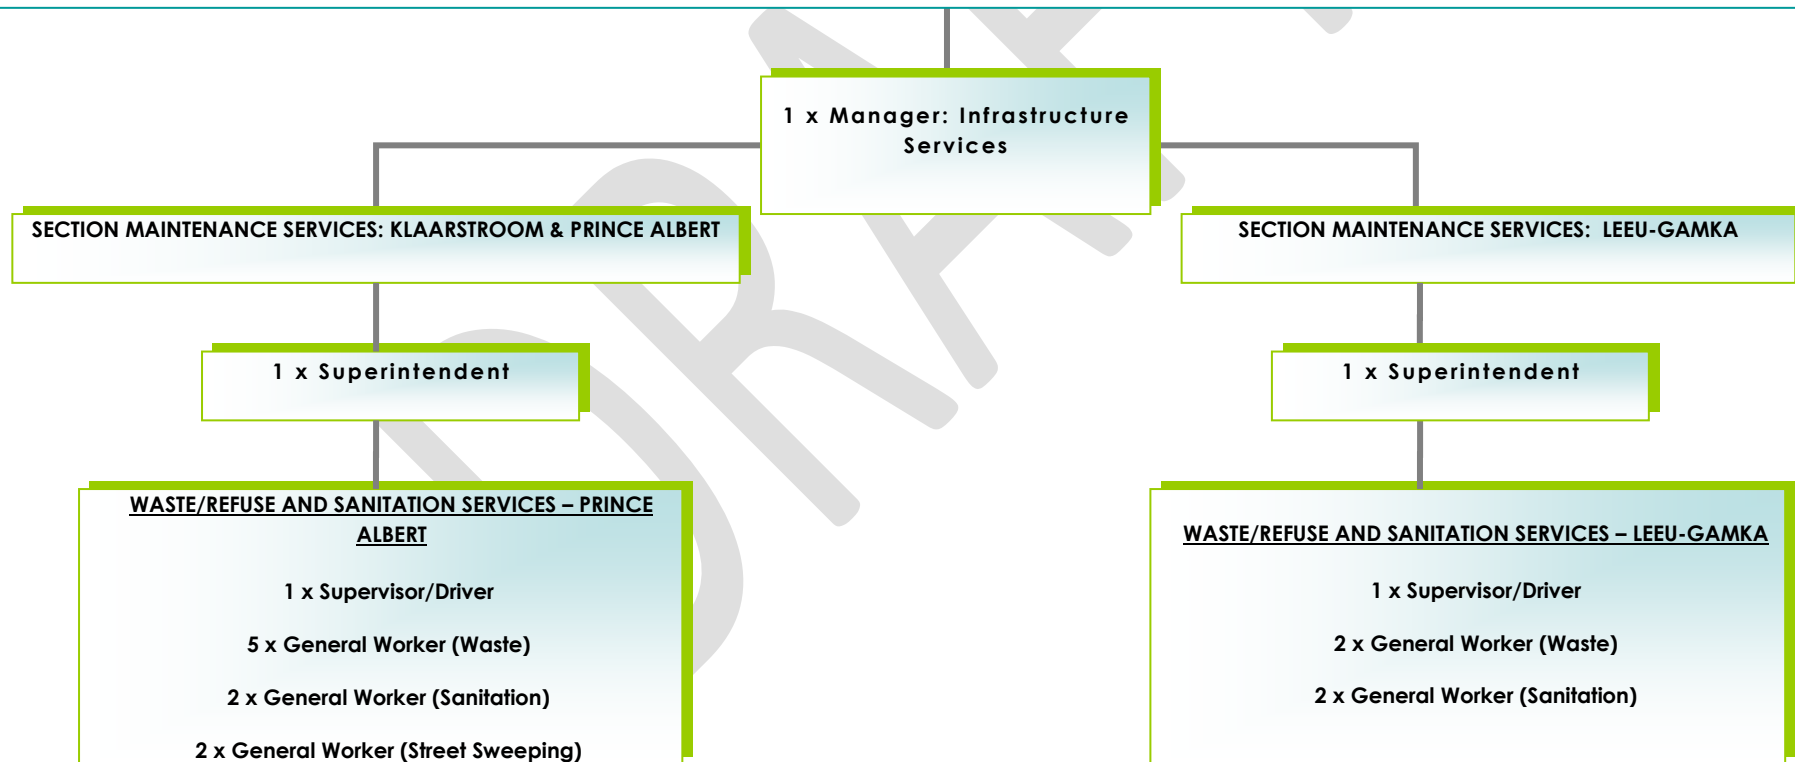 DRAFT
1 x Manager: Infrastructure
Services
SECTION MAINTENANCE SERVICES: KLAARSTROOM & PRINCE ALBERT
SECTION MAINTENANCE SERVICES: LEEU-GAMKA
1 x Superintendent
1 x Superintendent
WASTE/REFUSE AND SANITATION SERVICES – PRINCE
ALBERT
1 x Supervisor/Driver
5 x General Worker (Waste)
2 x General Worker (Sanitation)
2 x General Worker (Street Sweeping)
WASTE/REFUSE AND SANITATION SERVICES – LEEU-GAMKA
1 x Supervisor/Driver
2 x General Worker (Waste)
2 x General Worker (Sanitation)